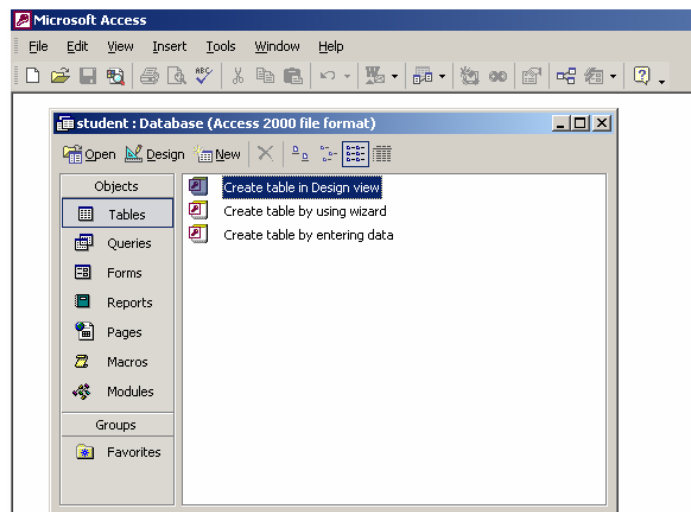 Microsoft Access
File Edit View Insert Tools Window Help
ABC
student : Database (Access 2000 file format)
Open Design New
Objects
Tables
Queries
Forms
Reports
Pages
Macros
Modules
Groups
Favorites
Create table in Design view
Create table by using wizard
Create table by entering data